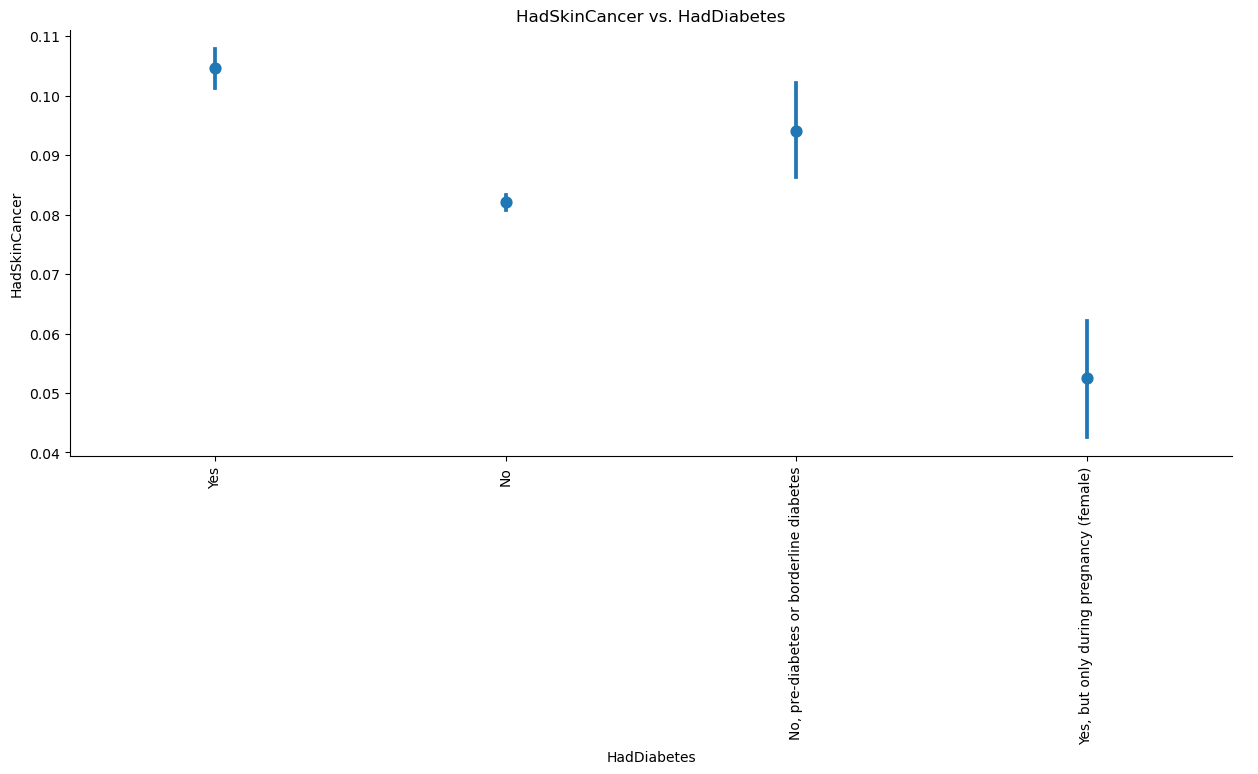 HadSkinCancer vs. HadDiabetes
0.11
0.10
0.09
0.08
0.07
0.06
0.05
0.04
HadSkinCancer
Yes
No
No, pre-diabetes or borderline diabetes
Yes, but only during pregnancy (female)
HadDiabetes